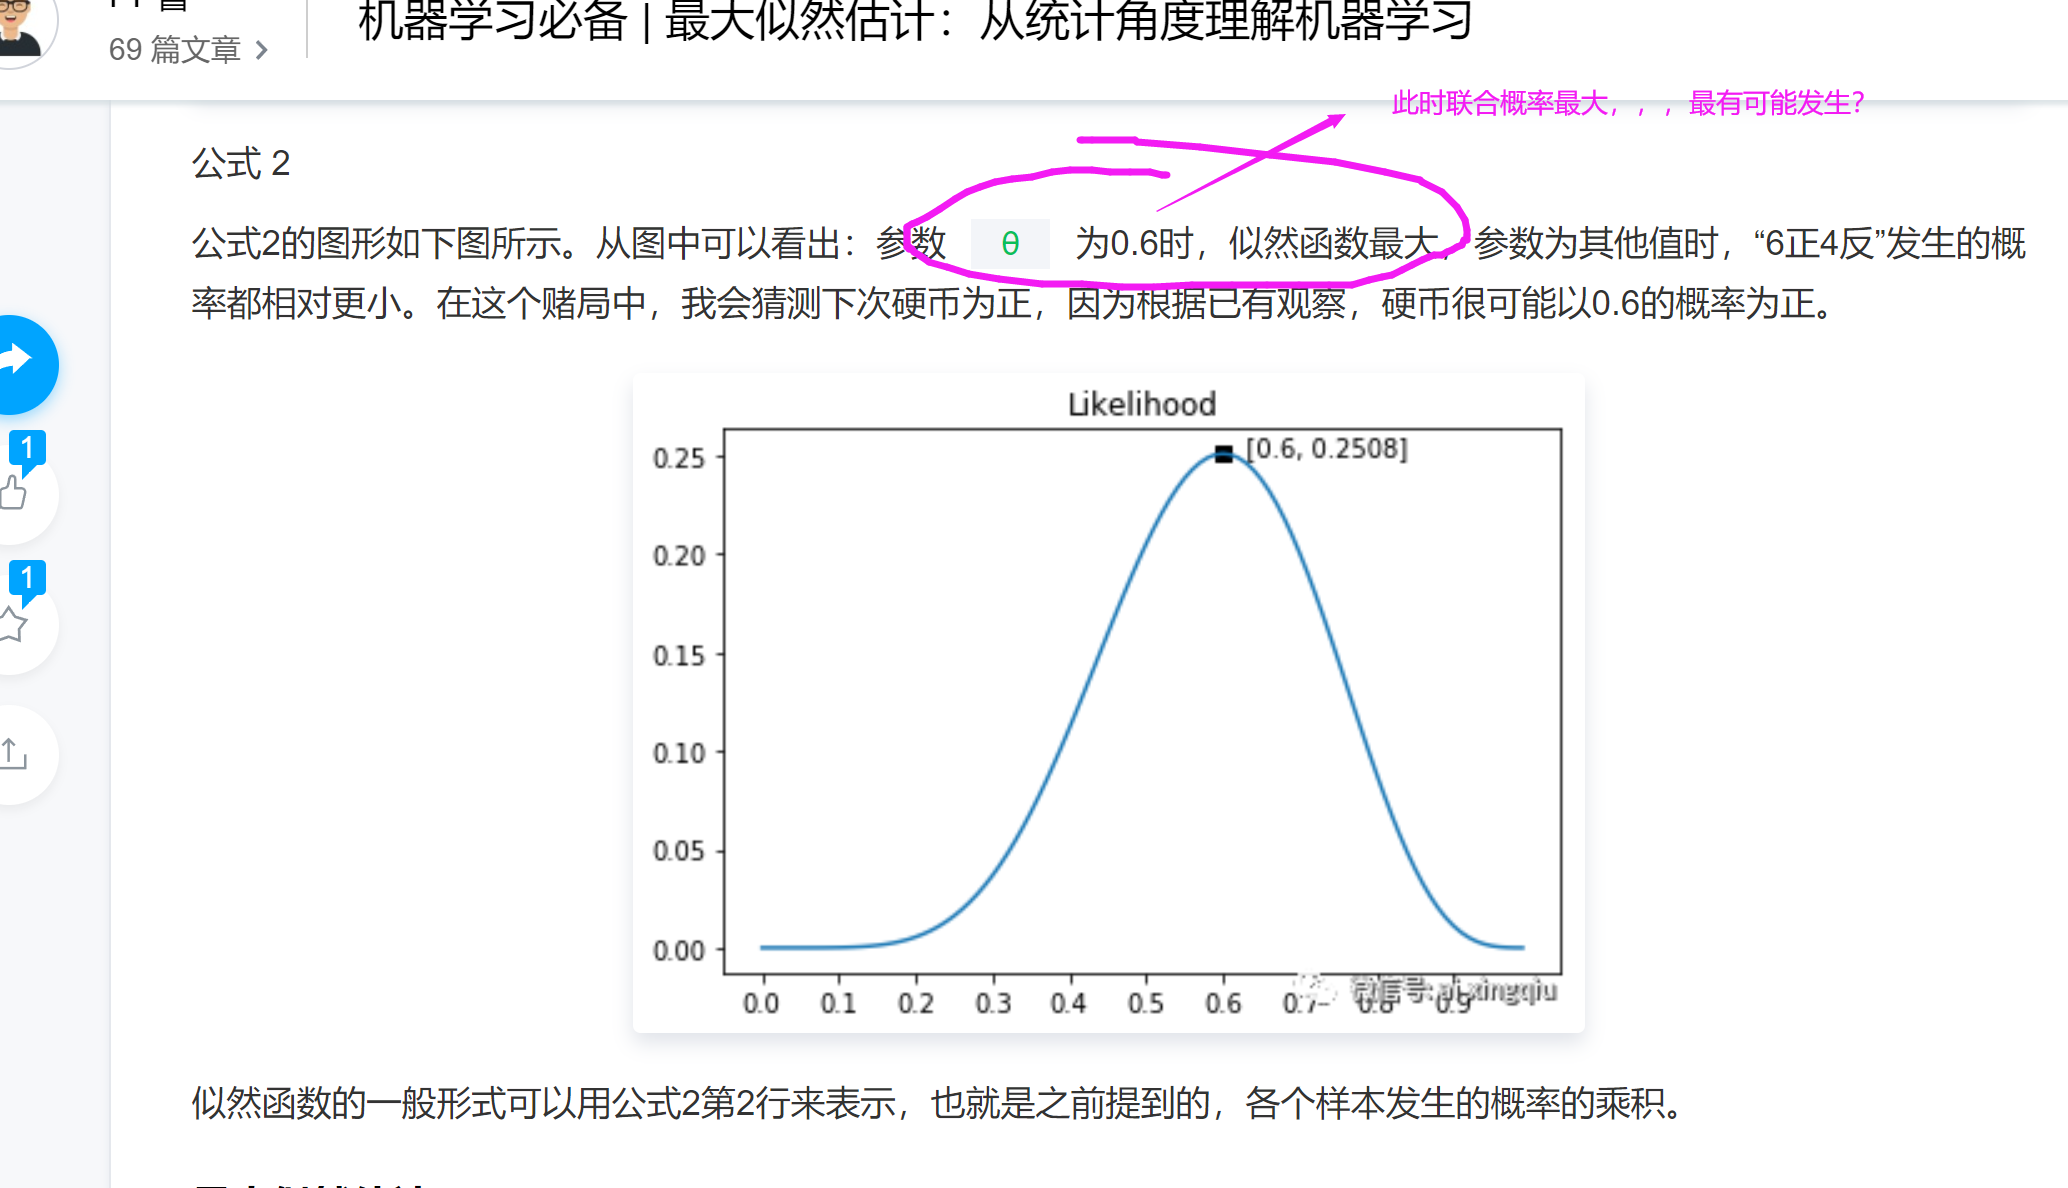 机器学习必备 | 最大似然估计：从统计角度理解机器学习
69 篇文章
此时联合概率最大，，，最有可能发生？
公式 2
公式2的图形如下图所示。从图中可以看出：参数 θ 为0.6时，似然函数最大，参数为其他值时，“6正4反”发生的概
率都相对更小。在这个赌局中，我会猜测下次硬币为正，因为根据已有观察，硬币很可能以0.6的概率为正。
1
1
Likelihood
[0.6, 0.2508]
0.25
0.20
0.15
0.10
0.05
0.00
0.0 0.1 0.2 0.3 0.4 0.5 0.6 0.7 0.8 0.9
微信号: ai_xingqiu
似然函数的一般形式可以用公式2第2行来表示，也就是之前提到的，各个样本发生的概率的乘积。